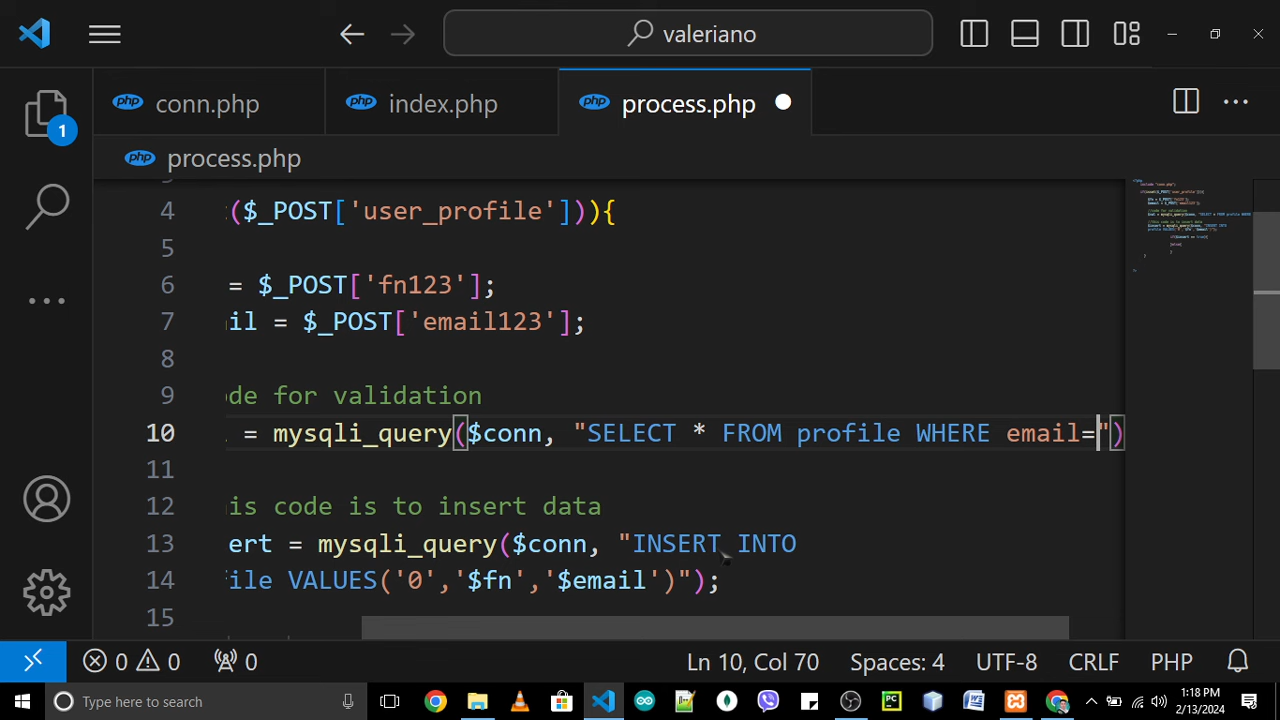 valeriano
conn.php index.php process.php
process.php
1
4 ($_POST['user_profile'])){
5
6 = $_POST['fn123'];
7 il = $_POST['email123'];
8
9 de for validation
10 = mysqli_query($conn, "SELECT * FROM profile WHERE email=")
11
12 is code is to insert data
13 ert = mysqli_query($conn, "INSERT INTO
14 file VALUES('0','$fn','$email')");
15
0 0 0 Ln 10, Col 70 Spaces: 4 UTF-8 CRLF PHP
Type here to search 1:18 PM
2/13/2024